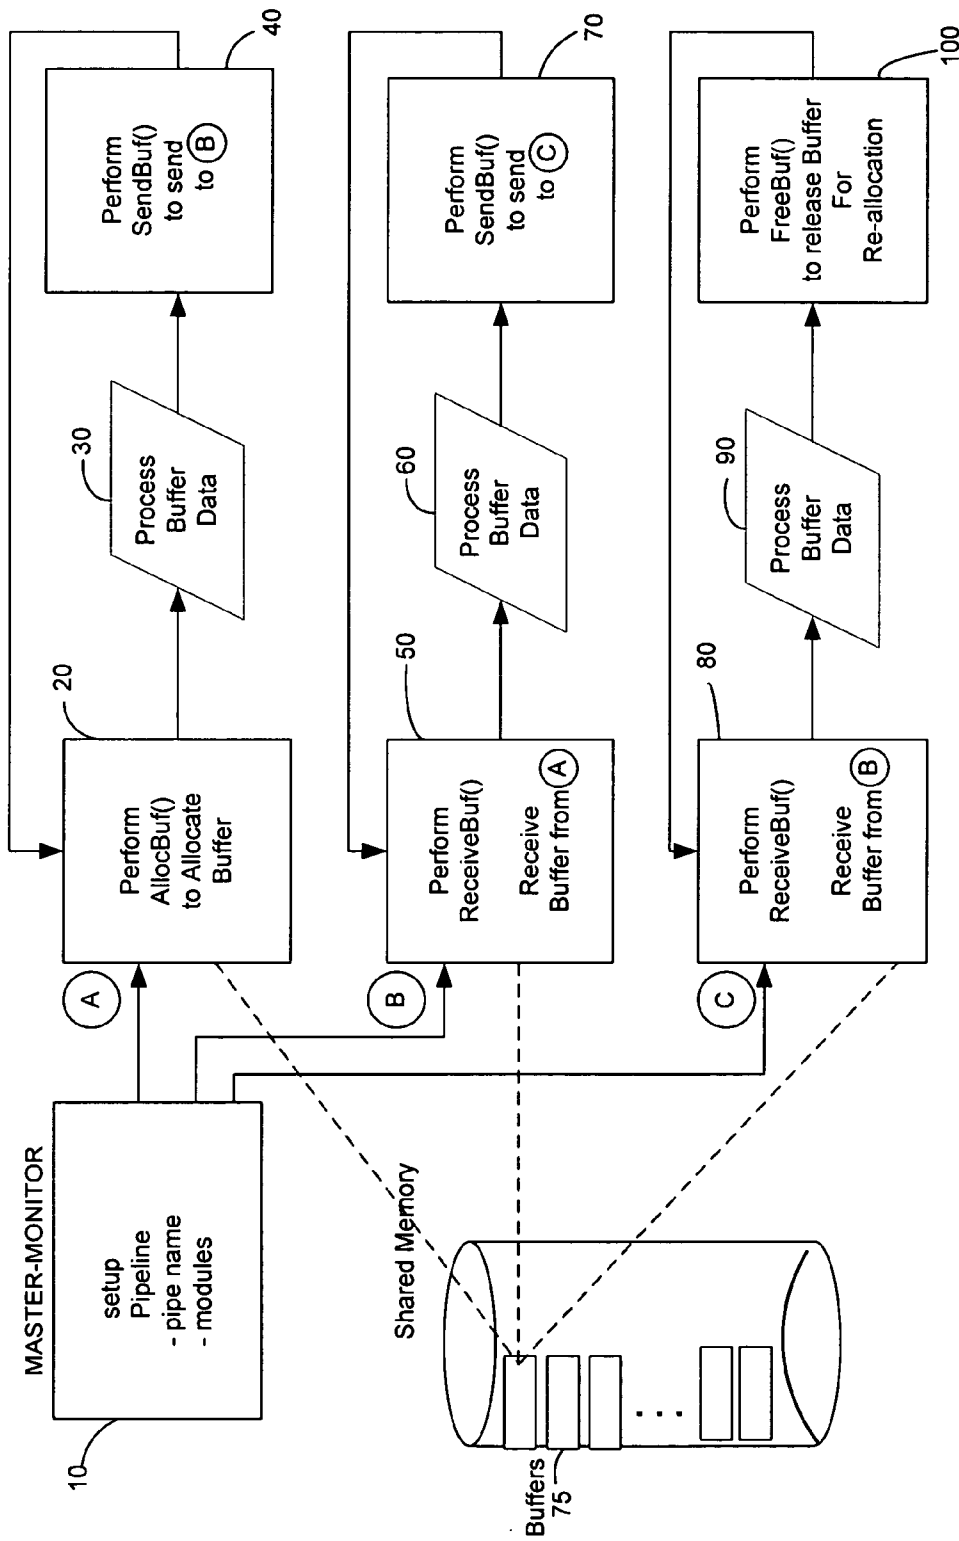 MASTER-MONITOR
10
setup
Pipeline
- pipe name
- modules
A
20
Perform
AllocBuf()
to Allocate
Buffer
30
Process
Buffer
Data
40
Perform
SendBuf()
to send
to B
Shared Memory
Buffers
75
B
50
Perform
ReceiveBuf()
Receive
Buffer from A
60
Process
Buffer
Data
70
Perform
SendBuf()
to send
to C
C
80
Perform
ReceiveBuf()
Receive
Buffer from B
90
Process
Buffer
Data
100
Perform
FreeBuf()
to release Buffer
For
Re-allocation